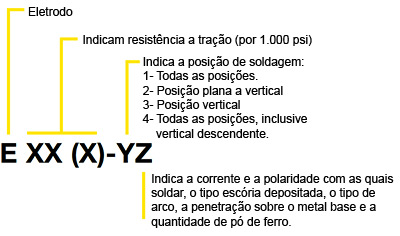 Eletrodo
Indicam resistência a tração (por 1.000 psi)
Indica a posição de soldagem:
1- Todas as posições.
2- Posição plana a vertical
3- Posição vertical
4- Todas as posições, inclusive
vertical descendente.
E XX (X)-YZ
Indica a corrente e a polaridade com as quais
soldar, o tipo escória depositada, o tipo de
arco, a penetração sobre o metal base e a
quantidade de pó de ferro.